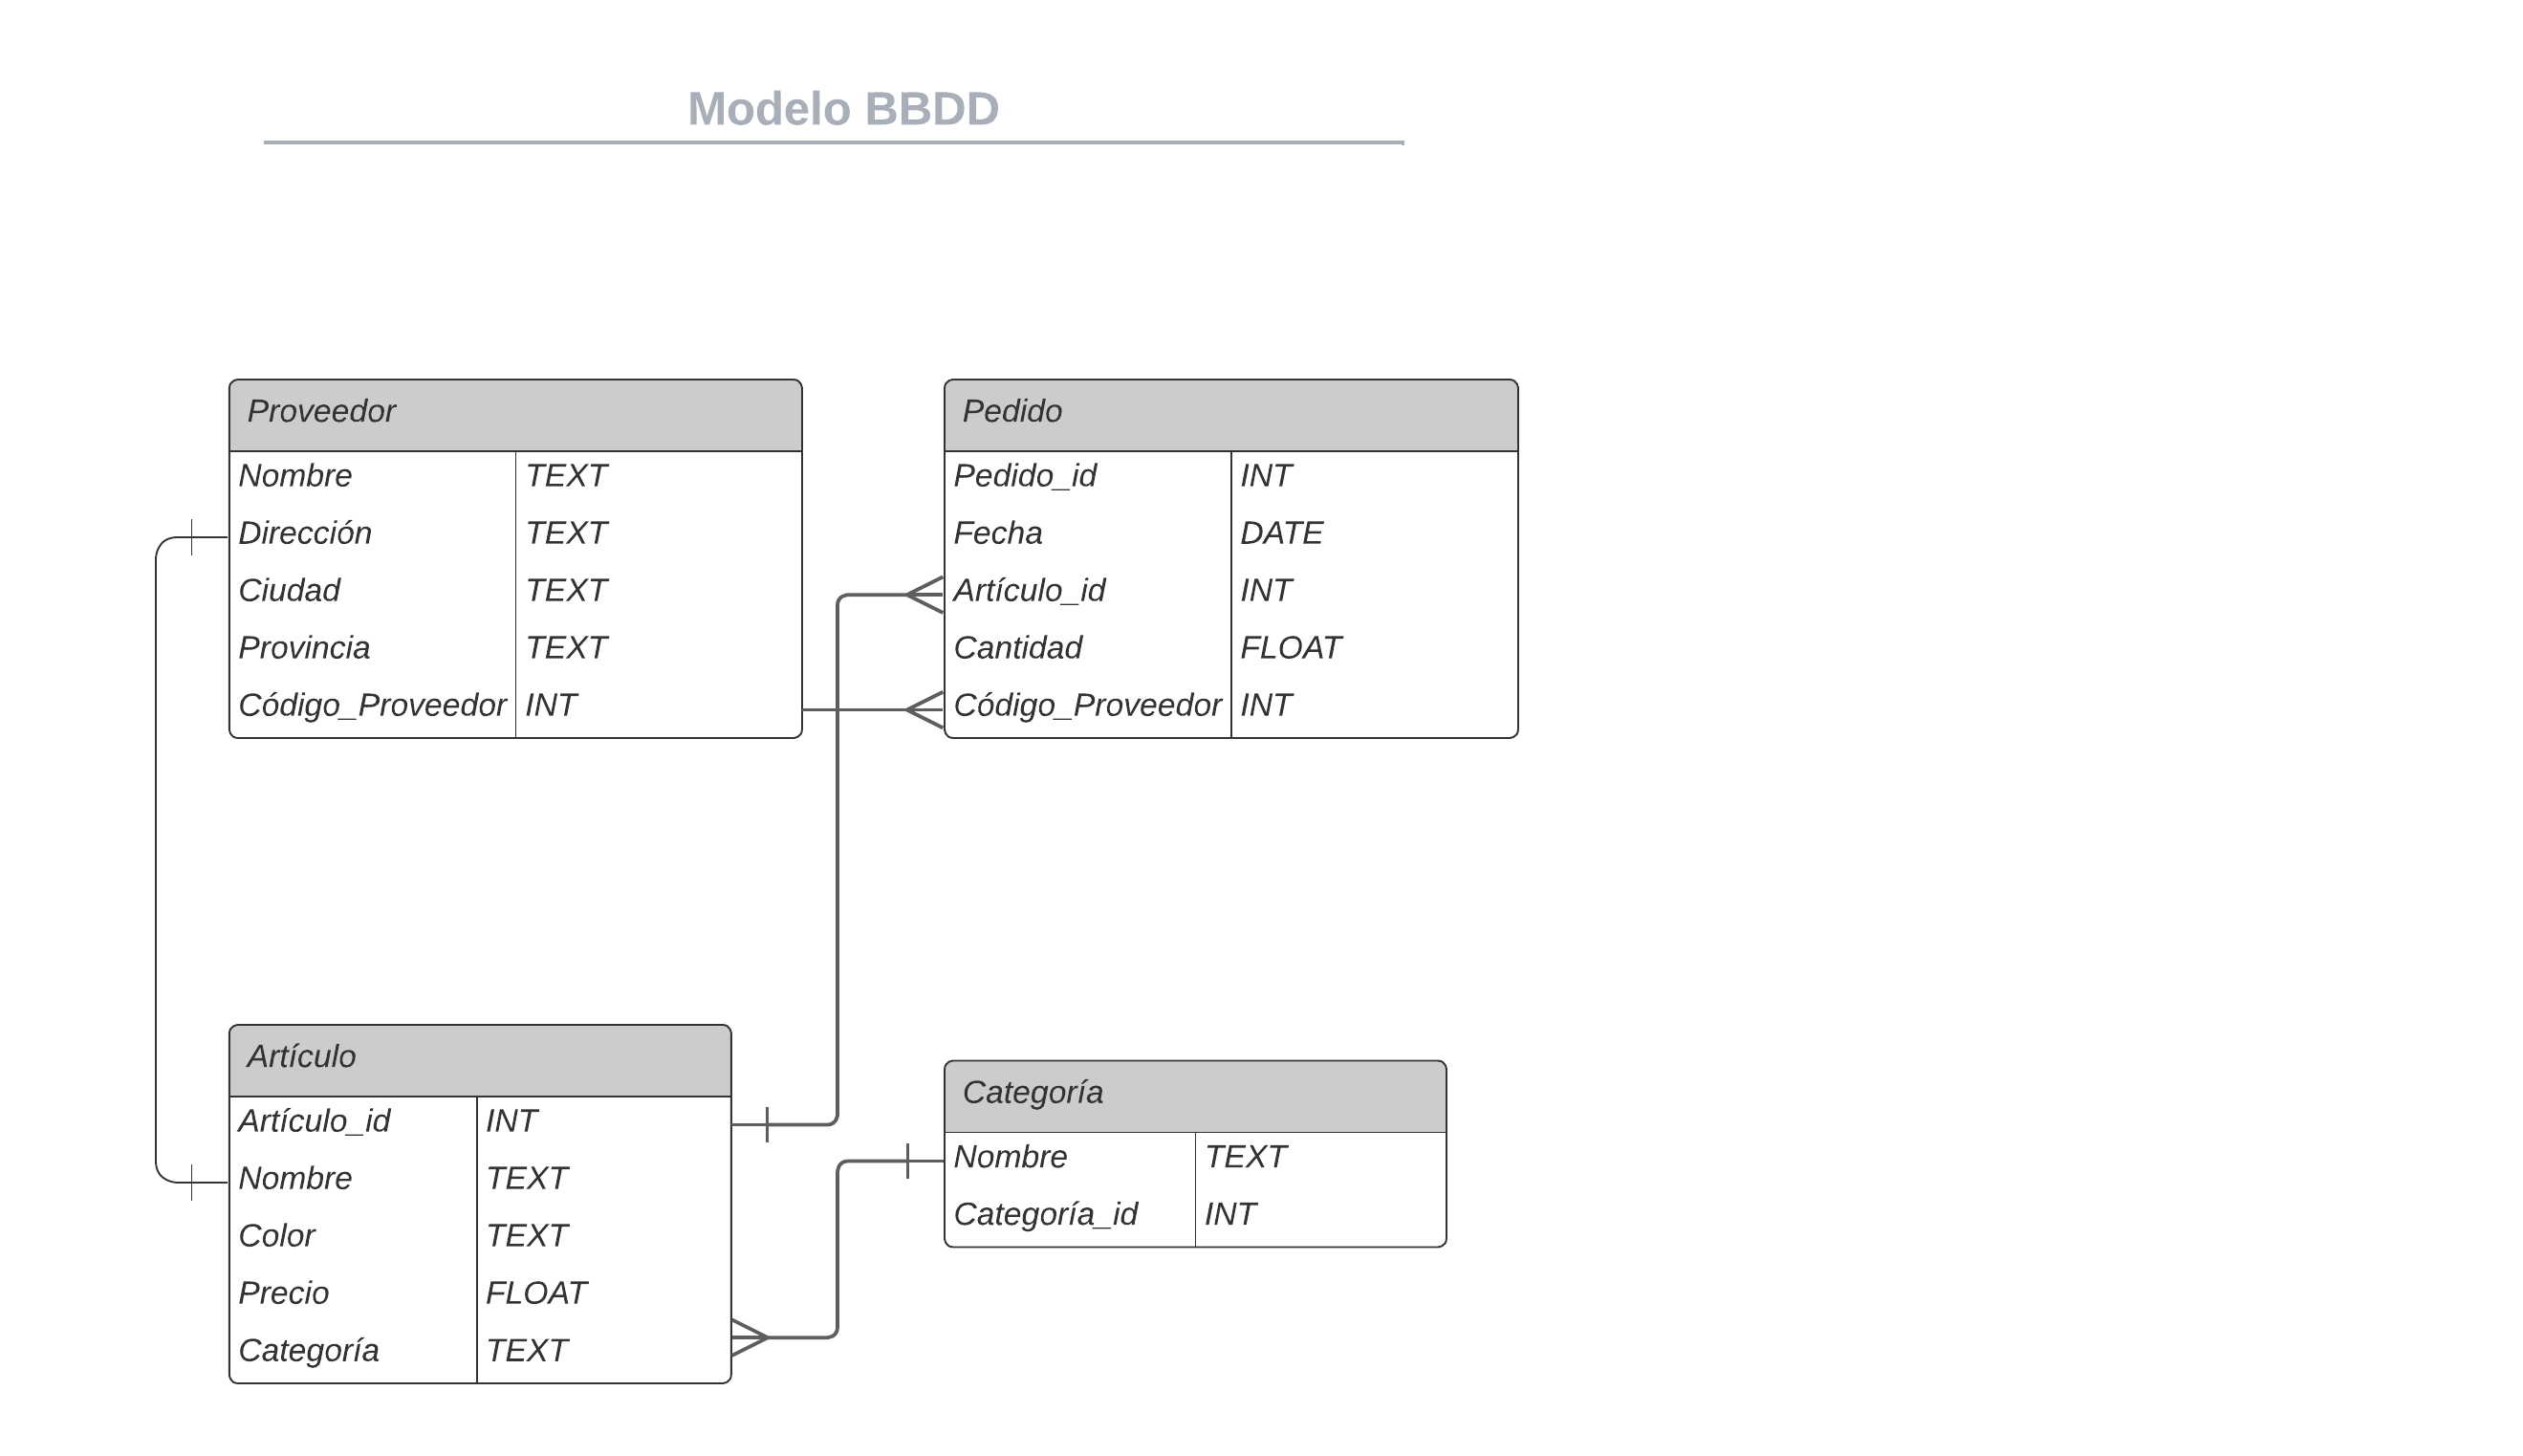 Modelo BBDD
Proveedor
Nombre TEXT
Dirección TEXT
Ciudad TEXT
Provincia TEXT
Código_Proveedor INT
Pedido
Pedido_id INT
Fecha DATE
Artículo_id INT
Cantidad FLOAT
Código_Proveedor INT
Artículo
Artículo_id INT
Nombre TEXT
Color TEXT
Precio FLOAT
Categoría TEXT
Categoría
Nombre TEXT
Categoría_id INT